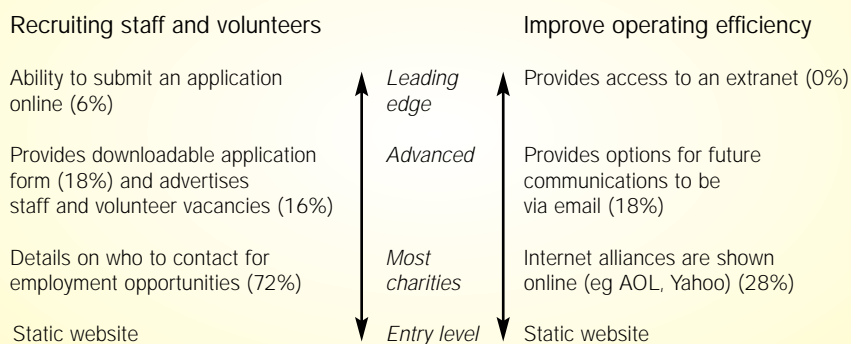 Recruiting staff and volunteers
Ability to submit an application
online (6%)
Provides downloadable application
form (18%) and advertises
staff and volunteer vacancies (16%)
Details on who to contact for
employment opportunities (72%)
Static website
Leading
edge
Advanced
Most
charities
Entry level
Improve operating efficiency
Provides access to an extranet (0%)
Provides options for future
communications to be
via email (18%)
Internet alliances are shown
online (eg AOL, Yahoo) (28%)
Static website